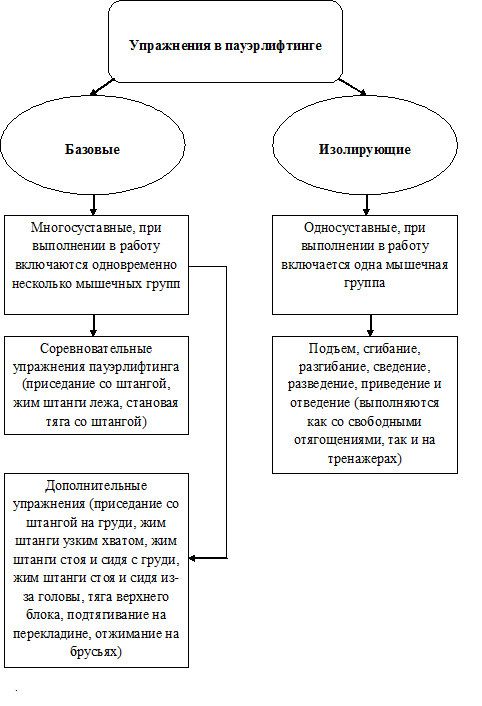 Упражнения в пауэрлифтинге
Базовые
Изолирующие
Многосуставные, при
выполнении в работу
включаются одновременно
несколько мышечных групп
Односуставные, при
выполнении в работу
включается одна мышечная
группа
Соревновательные
упражнения пауэрлифтинга
(приседание со штангой,
жим штанги лежа, становая
тяга со штангой)
Подъем, сгибание,
разгибание, сведение,
разведение, приведение и
отведение (выполняются
как со свободными
отягощениями, так и на
тренажерах)
Дополнительные
упражнения (приседание со
штангой на груди, жим
штанги узким хватом, жим
штанги стоя и сидя с груди,
жим штанги стоя и сидя из-
за головы, тяга верхнего
блока, подтягивание на
перекладине, отжимание на
брусьях)
.